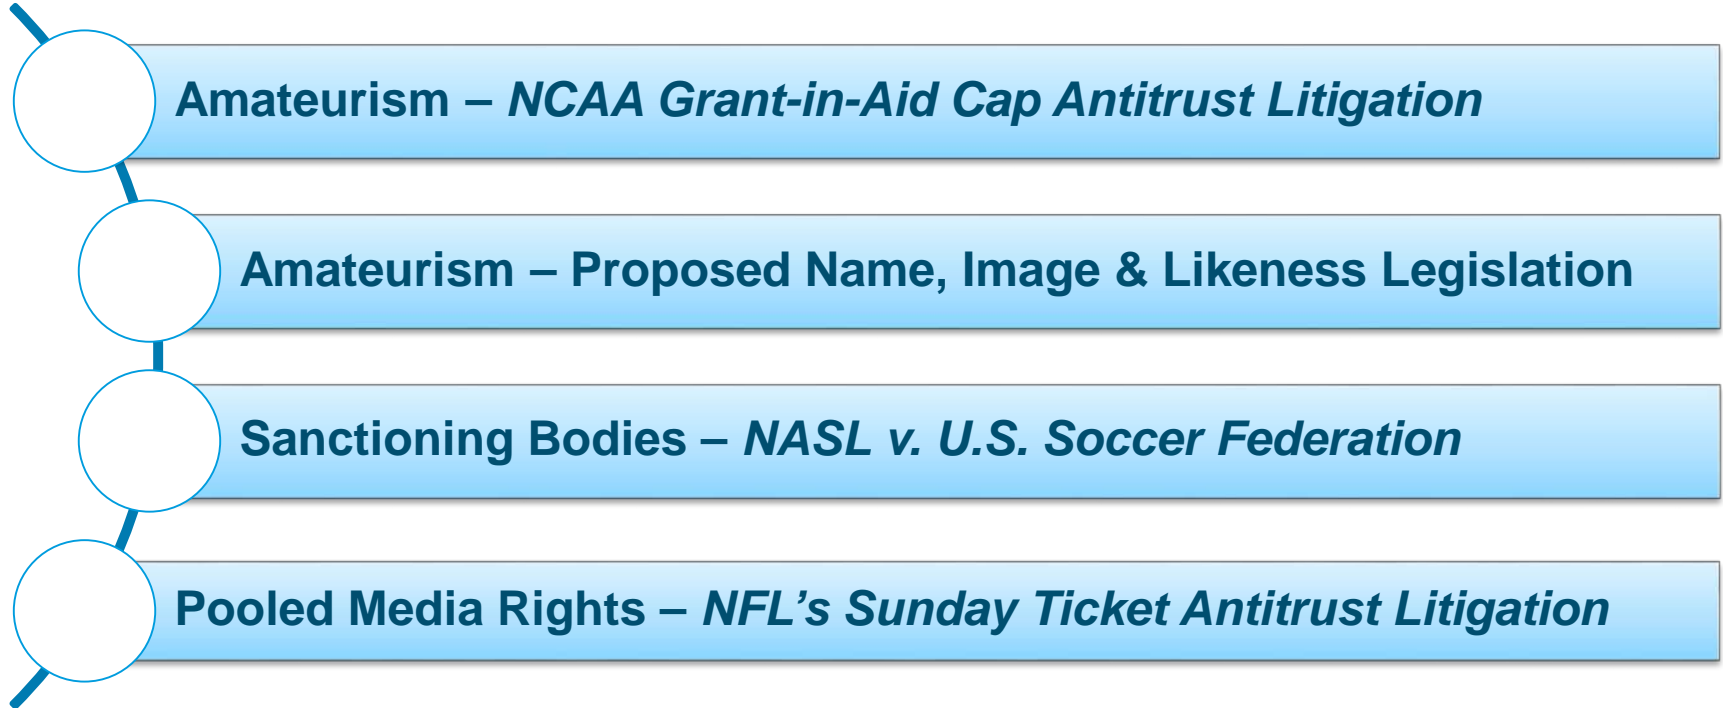 Amateurism – NCAA Grant-in-Aid Cap Antitrust Litigation
Amateurism – Proposed Name, Image & Likeness Legislation
Sanctioning Bodies – NASL v. U.S. Soccer Federation
Pooled Media Rights – NFL’s Sunday Ticket Antitrust Litigation